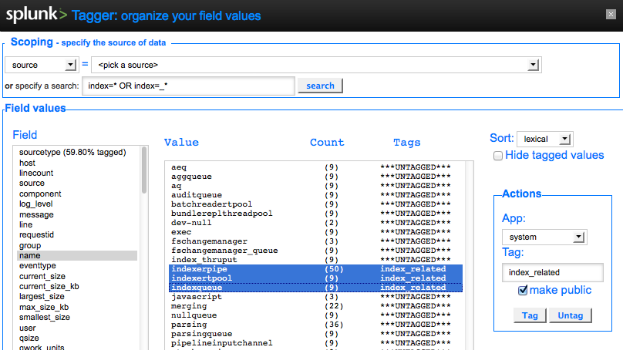 splunk> Tagger: organize your field values
Scoping - specify the source of data
source = <pick a source>
or specify a search: index=* OR index=_* search
Field values
Field
sourcetype (59.80% tagged)
host
linecount
source
component
log_level
message
line
requestid
group
name
eventtype
current_size
current_size_kb
largest_size
max_size_kb
smallest_size
user
qsize
qwork_units
Value Count Tags
aeq (9) ***UNTAGGED***
aggqueue (9) ***UNTAGGED***
aq (9) ***UNTAGGED***
auditqueue (9) ***UNTAGGED***
batchreadertpool (9) ***UNTAGGED***
bundlereplthreadpool (9) ***UNTAGGED***
dev-null (2) ***UNTAGGED***
exec (9) ***UNTAGGED***
fschangemanager (3) ***UNTAGGED***
fschangemanager_queue (9) ***UNTAGGED***
index_thruput (9) ***UNTAGGED***
indexerpipe (50) index_related
indexertpool (9) index_related
indexqueue (9) index_related
javascript (3) ***UNTAGGED***
merging (22) ***UNTAGGED***
nullqueue (9) ***UNTAGGED***
parsing (36) ***UNTAGGED***
parsingqueue (9) ***UNTAGGED***
pipelineinputchannel (9) ***UNTAGGED***
Sort: lexical
Hide tagged values
Actions
App:
system
Tag:
index_related
make public
Tag Untag